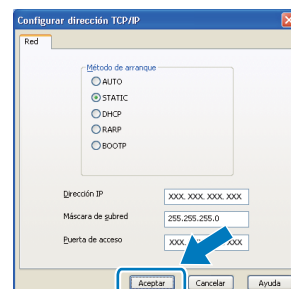 Configurar dirección TCP/IP
Red
Método de arranque
AUTO
STATIC
DHCP
RARP
BOOTP
Dirección IP XXX. XXX. XXX. XXX
Máscara de subred 255.255.255.0
Puerta de acceso XXX. XXX
Aceptar Cancelar Ayuda